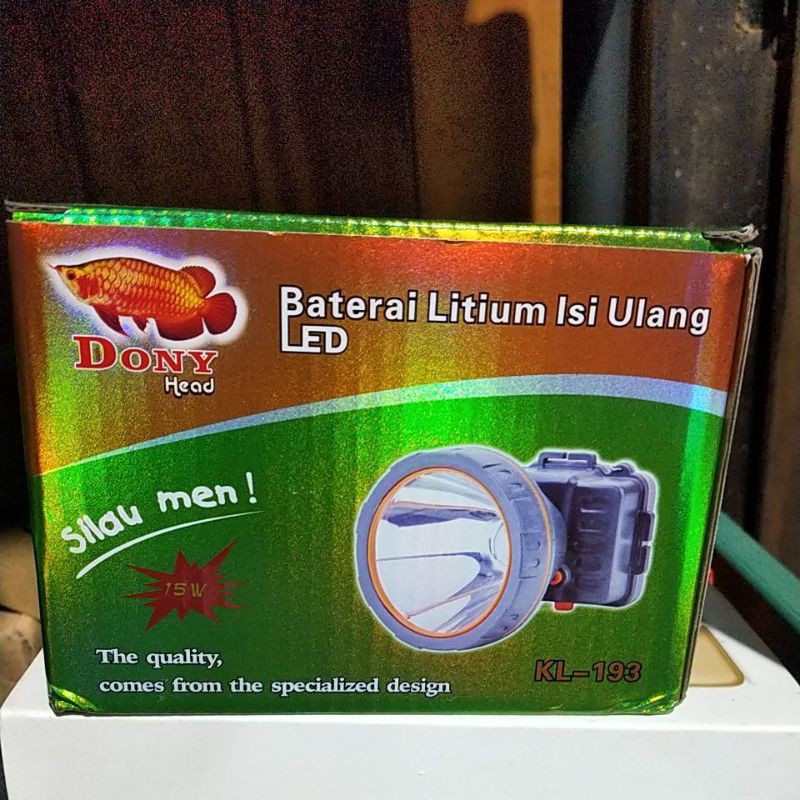 DONY
Head
Baterai Litium Isi Ulang
LED
Silau men!
15W
The quality,
comes from the specialized design
KL-193